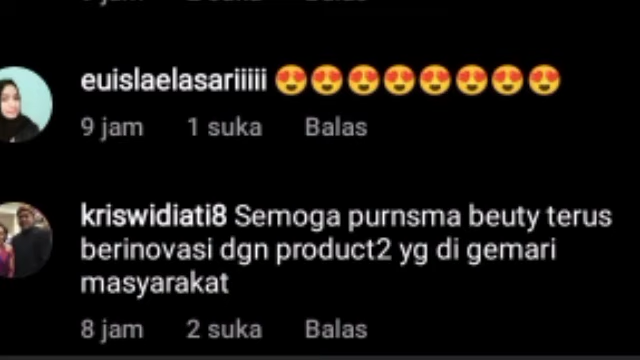 euislaelasariiiii 😍😍😍😍😍😍😍😍
9 jam 1 suka Balas
kriswidiati8 Semoga purnsma beuty terus
berinovasi dgn product2 yg di gemari
masyarakat
8 jam 2 suka Balas